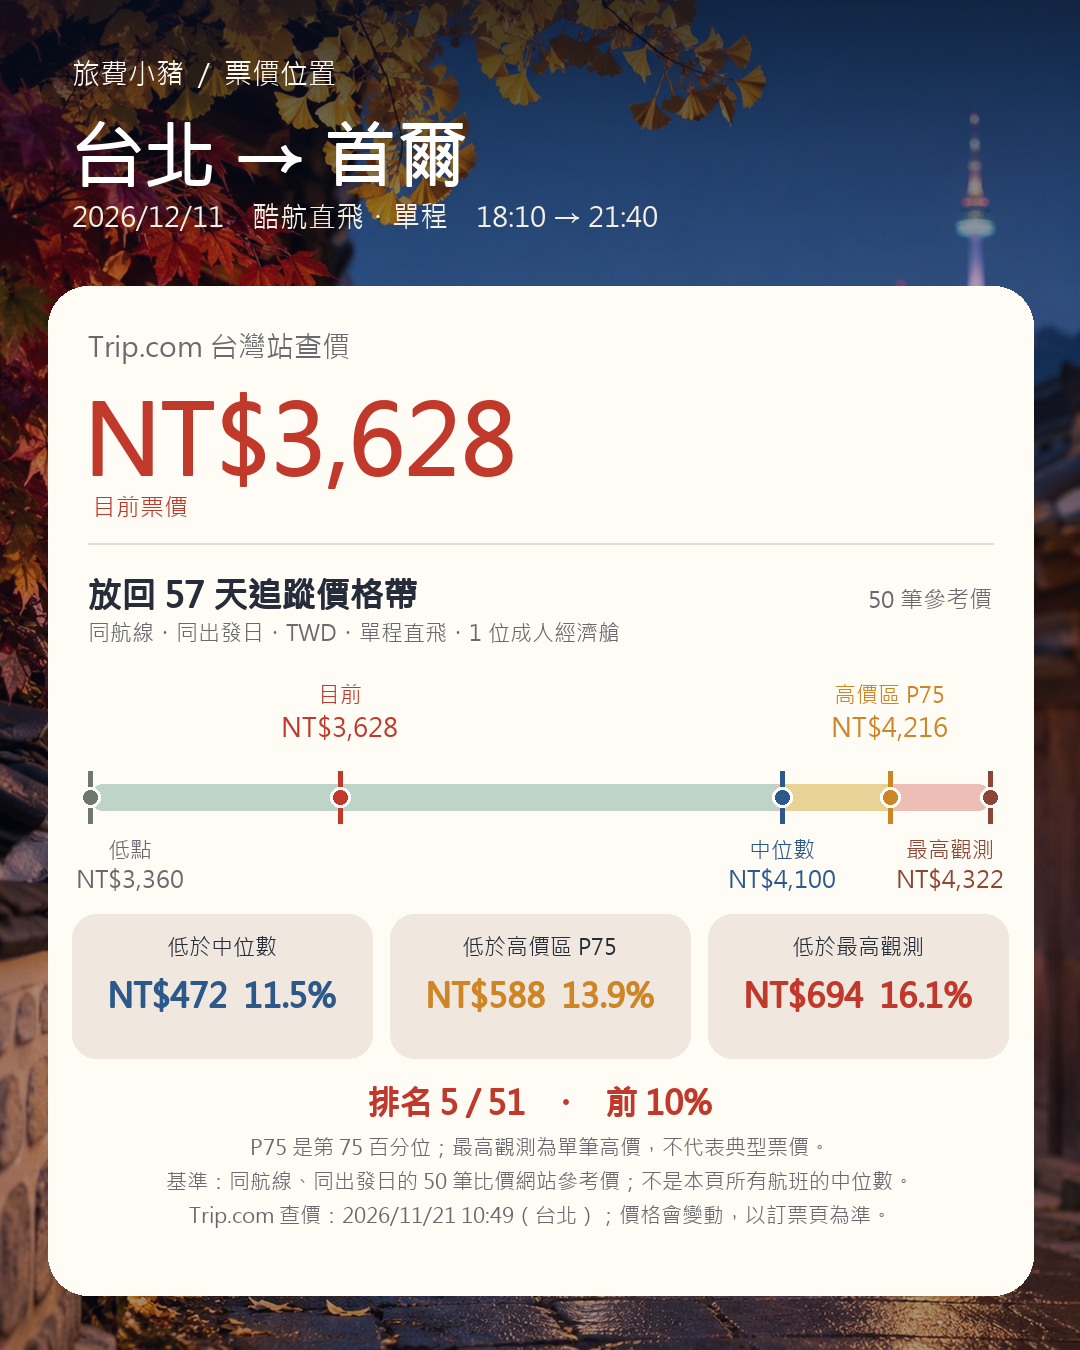 旅費小豬 / 票價位置
台北 → 首爾
2026/12/11 酷航直飛 · 單程 18:10 → 21:40
Trip.com 台灣站查價
NT$3,628
目前票價
放回 57 天追蹤價格帶
50 筆參考價
同航線 · 同出發日 · TWD · 單程直飛 · 1 位成人經濟艙
目前
NT$3,628
高價區 P75
NT$4,216
低點
NT$3,360
中位數
NT$4,100
最高觀測
NT$4,322
低於中位數
NT$472 11.5%
低於高價區 P75
NT$588 13.9%
低於最高觀測
NT$694 16.1%
排名 5 / 51 · 前 10%
P75 是第 75 百分位；最高觀測為單筆高價，不代表典型票價。
基準：同航線、同出發日的 50 筆比價網站參考價；不是本頁所有航班的中位數。
Trip.com 查價：2026/11/21 10:49（台北）；價格會變動，以訂票頁為準。